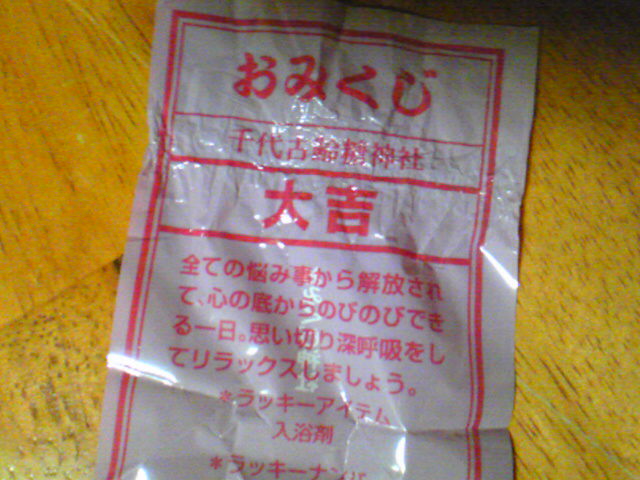 おみくじ
千代古齢糖神社
大吉
全ての悩み事から解放され
て、心の底からのびのびでき
る一日。思い切り深呼吸をし
てリラックスしましょう。
＊ラッキーアイテム
入浴剤
＊ラッキーナンバ